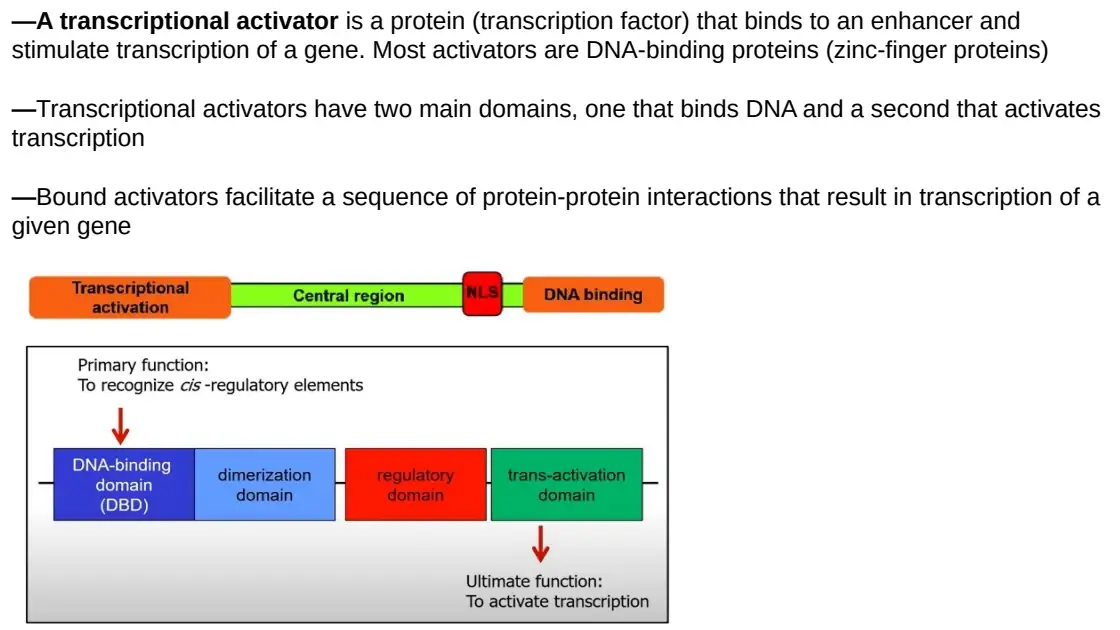 —A transcriptional activator is a protein (transcription factor) that binds to an enhancer and
stimulate transcription of a gene. Most activators are DNA-binding proteins (zinc-finger proteins)
—Transcriptional activators have two main domains, one that binds DNA and a second that activates
transcription
—Bound activators facilitate a sequence of protein-protein interactions that result in transcription of a
given gene
Transcriptional
activation
Central region
NLS
DNA binding
Primary function:
To recognize cis -regulatory elements
DNA-binding
domain
(DBD)
dimerization
domain
regulatory
domain
trans-activation
domain
Ultimate function:
To activate transcription